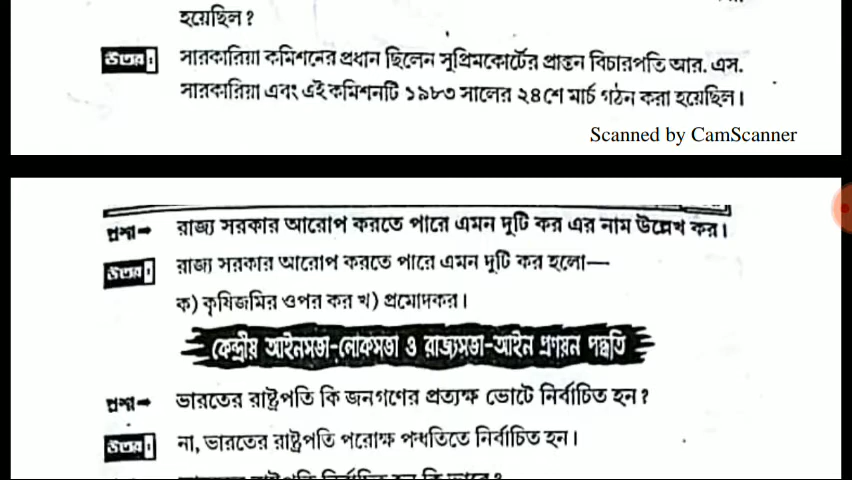 হয়েছিল?
উত্তর: সারকারিয়া কমিশনের প্রধান ছিলেন সুপ্রিমকোর্টের প্রাক্তন বিচারপতি আর. এস.
সারকারিয়া এবং এই কমিশনটি ১৯৮৩ সালের ২৪শে মার্চ গঠন করা হয়েছিল।
Scanned by CamScanner
প্রশ্ন→ রাজ্য সরকার আরোপ করতে পারে এমন দুটি কর এর নাম উল্লেখ কর।
উত্তর: রাজ্য সরকার আরোপ করতে পারে এমন দুটি কর হলো—
ক) কৃষিজমির ওপর কর খ) প্রমোদকর।
কেন্দ্রীয় আইনসভা-লোকসভা ও রাজ্যসভা-আইন প্রণয়ন পদ্ধতি
প্রশ্ন→ ভারতের রাষ্ট্রপতি কি জনগণের প্রত্যক্ষ ভোটে নির্বাচিত হন?
উত্তর: না, ভারতের রাষ্ট্রপতি পরোক্ষ পদ্ধতিতে নির্বাচিত হন।